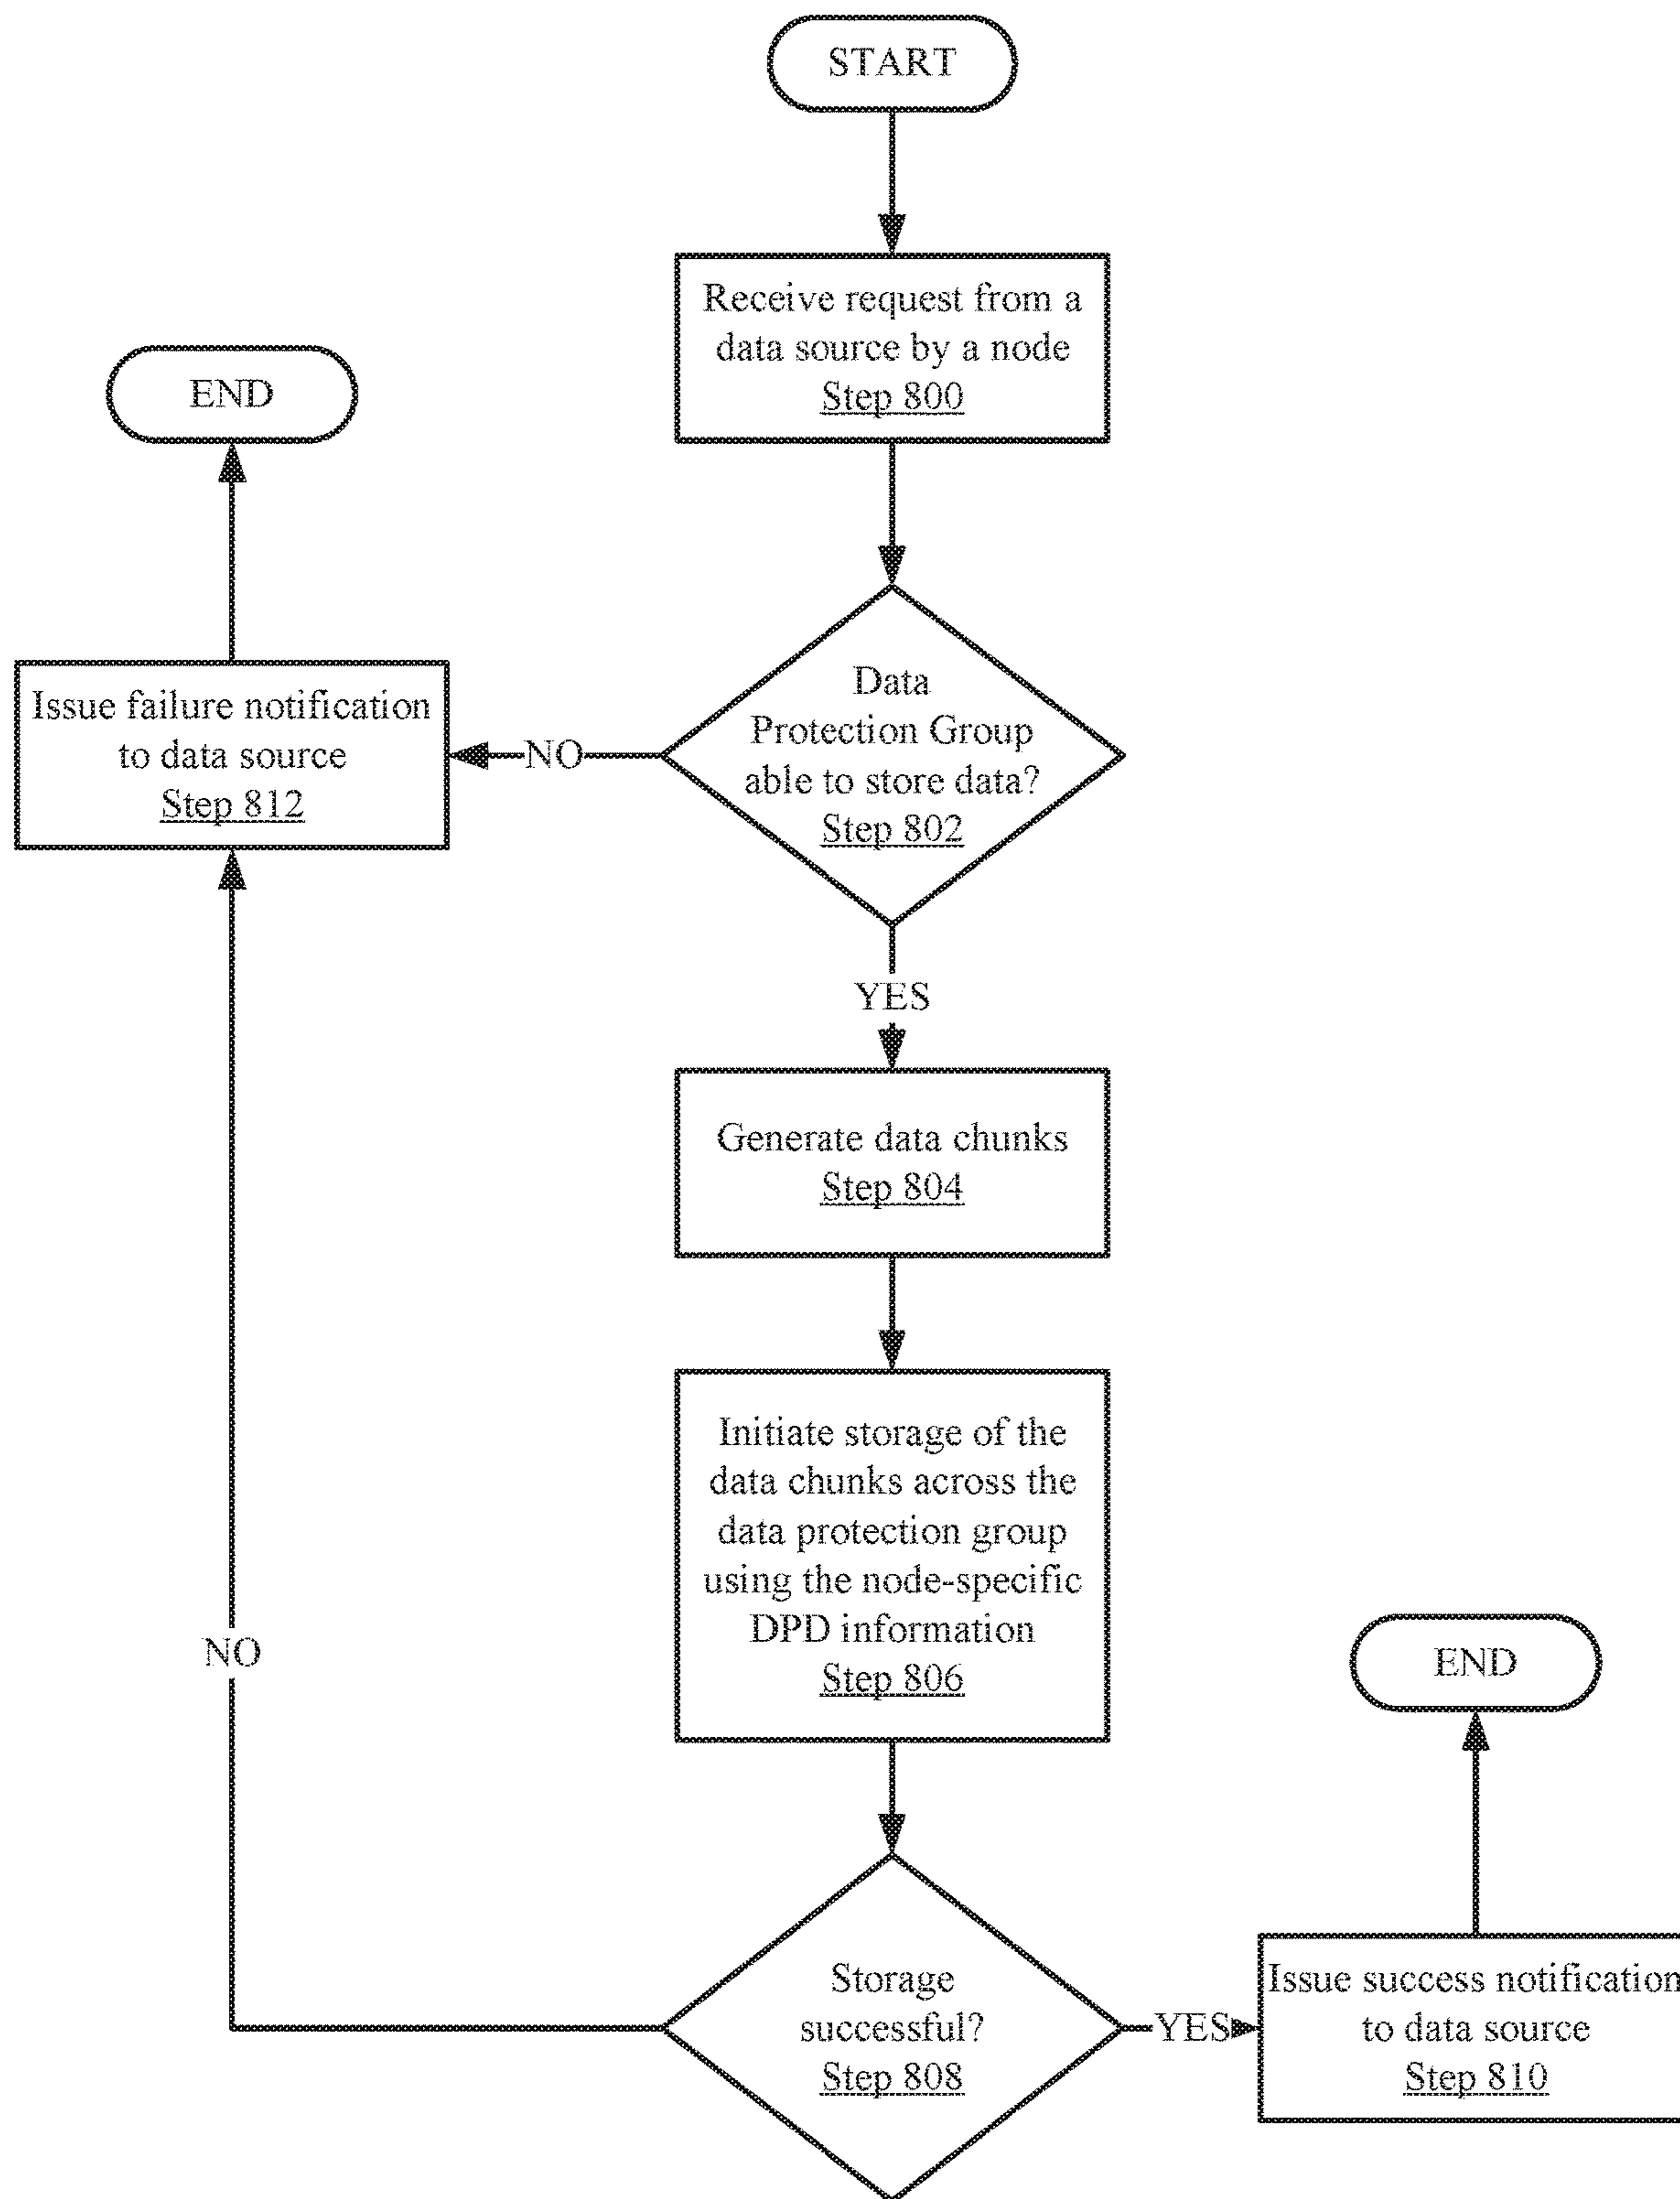 START
Receive request from a
data source by a node
Step 800
END
Data
Protection Group
able to store data?
Step 802
NO
Issue failure notification
to data source
Step 812
YES
Generate data chunks
Step 804
Initiate storage of the
data chunks across the
data protection group
using the node-specific
DPD information
Step 806
NO
END
Storage
successful?
Step 808
YES
Issue success notification
to data source
Step 810